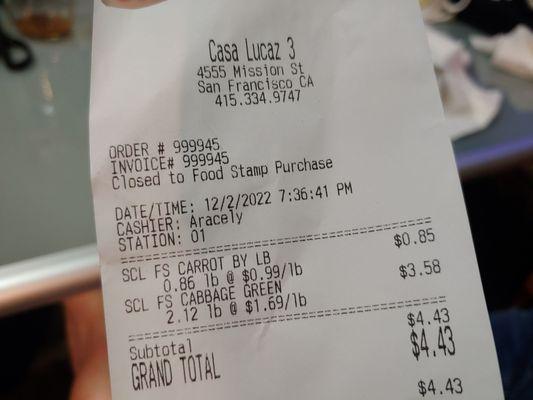 Casa Lucaz 3
4555 Mission St
San Francisco CA
415.334.9747
ORDER # 999945
INVOICE# 999945
Closed to Food Stamp Purchase
DATE/TIME: 12/2/2022 7:36:41 PM
CASHIER: Aracely
STATION: 01
SCL FS CARROT BY LB $0.85
0.86 lb @ $0.99/lb
SCL FS CABBAGE GREEN $3.58
2.12 lb @ $1.69/lb
Subtotal $4.43
GRAND TOTAL $4.43
$4.43